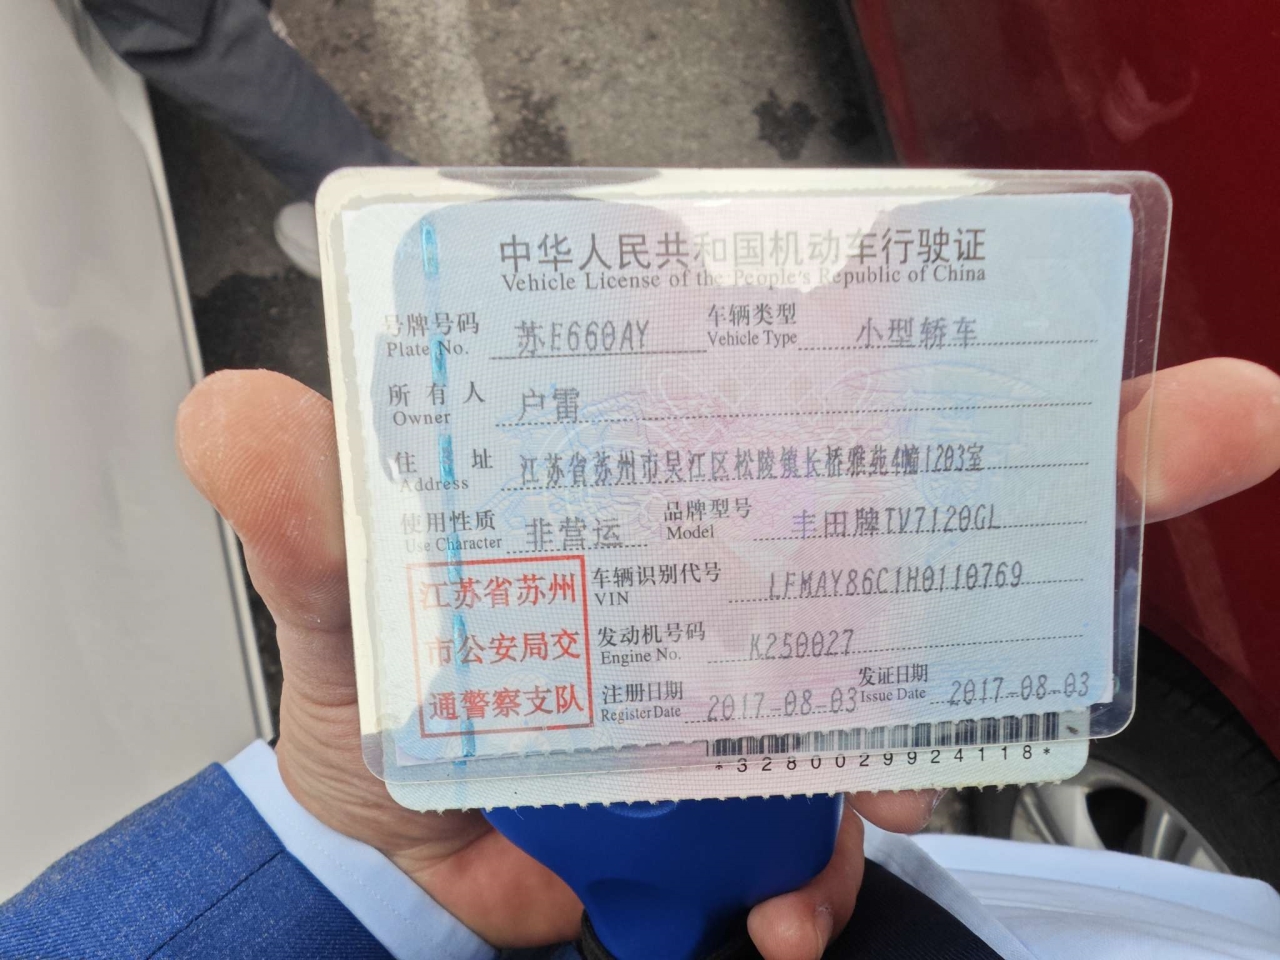 中华人民共和国机动车行驶证
Vehicle License of the People's Republic of China
号牌号码 苏E660AY 车辆类型 小型轿车
Plate No. Vehicle Type
所有人 户雷
Owner
住址 江苏省苏州市吴江区松陵镇长桥雅苑4幢1203室
Address
使用性质 非营运 品牌型号 丰田牌TV7120GL
Use Character Model
江苏省苏州
市公安局交
通警察支队
车辆识别代号 LFMAY86C1H0110769
VIN
发动机号码 K250027
Engine No.
注册日期 2017-08-03 发证日期 2017-08-03
Register Date Issue Date
*3280029924118*